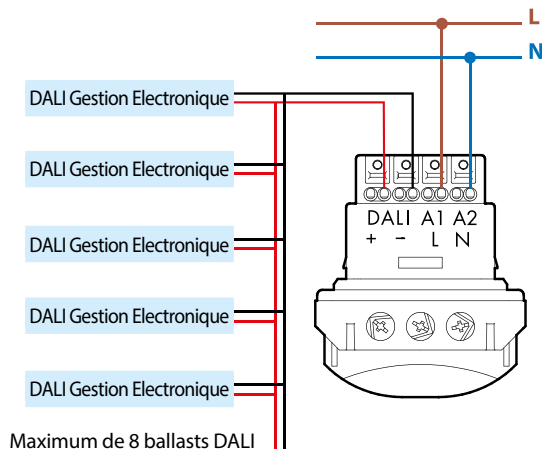 L
N
DALI Gestion Electronique
DALI Gestion Electronique
DALI Gestion Electronique
DALI Gestion Electronique
DALI Gestion Electronique
DALI A1 A2
+ – L N
Maximum de 8 ballasts DALI